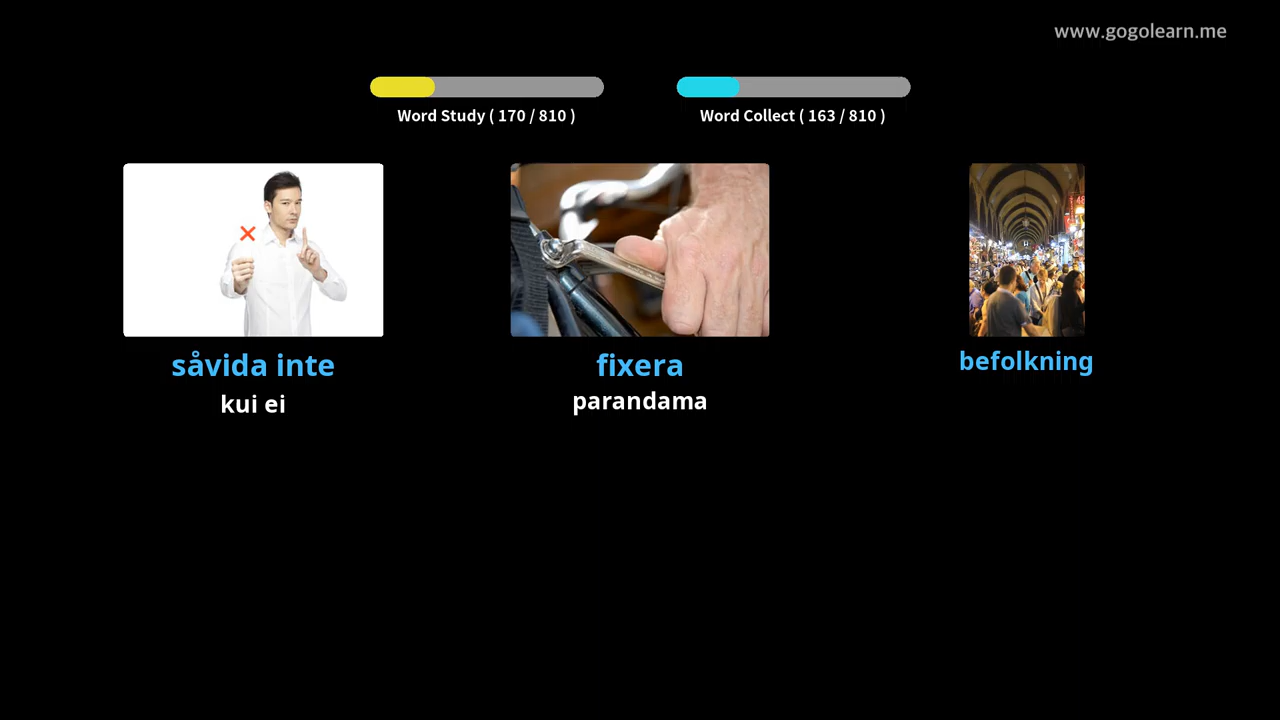 www.gogolearn.me
Word Study ( 170 / 810 )
Word Collect ( 163 / 810 )
såvida inte
kui ei
fixera
parandama
befolkning